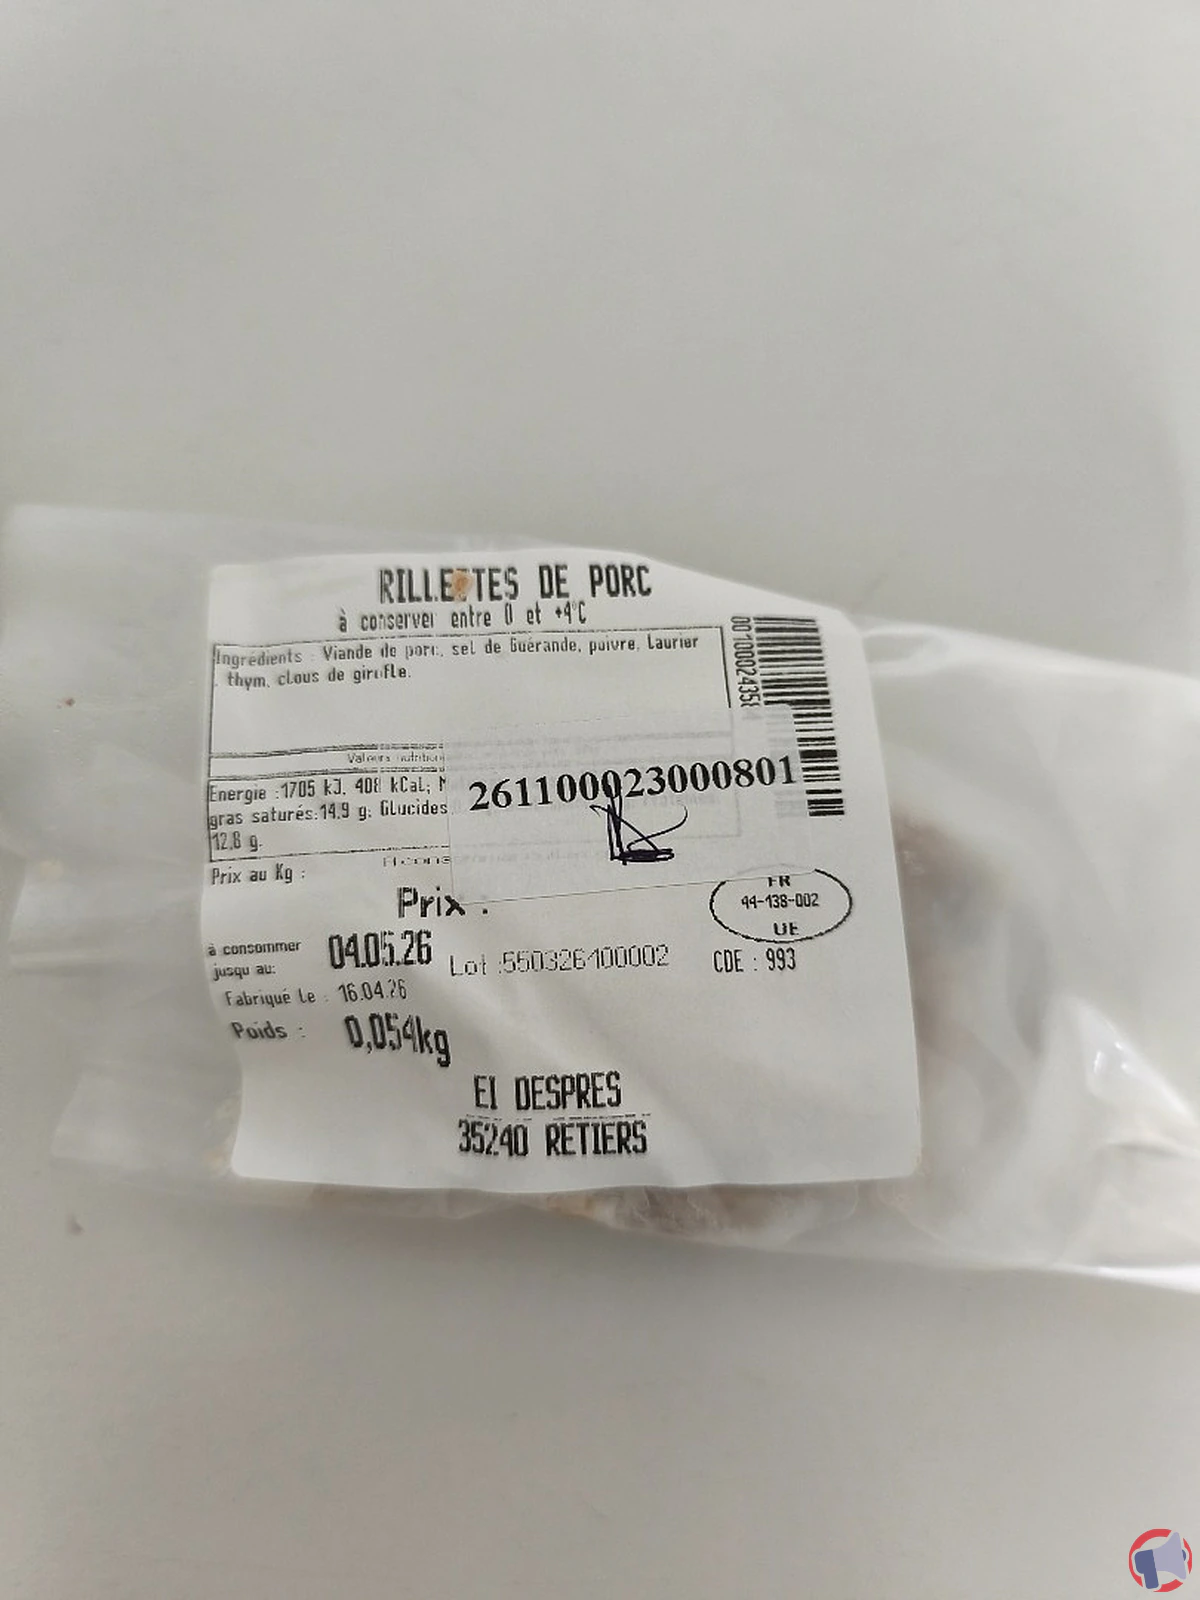 RILLETTES DE PORC
à conserver entre 0 et +4°C
Ingrédients : Viande de porc, sel de Guérande, poivre, Laurier
, thym, clous de girofle.
Valeurs
Energie :1705 kJ, 408 kCal;
gras saturés:14,9 g; Glucides
12,8 g.
261100023000801
Prix au Kg :
Prix :
FR
44-138-002
UE
à consommer
jusqu au:
04.05.26
Lot :550326400002
CDE : 993
Fabriqué le : 16.04.26
Poids : 0,054kg
EI DESPRES
35240 RETIERS